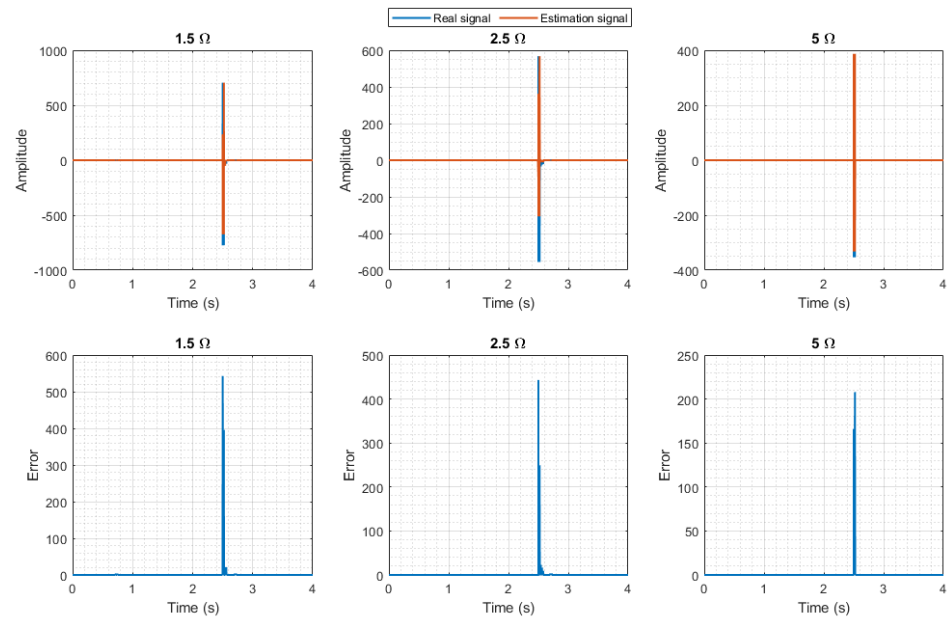 Real signal Estimation signal
1.5 Ω
1000
500
0
-500
-1000
Amplitude
0 1 2 3 4
Time (s)
2.5 Ω
600
400
200
0
-200
-400
-600
Amplitude
0 1 2 3 4
Time (s)
5 Ω
400
200
0
-200
-400
Amplitude
0 1 2 3 4
Time (s)
1.5 Ω
600
500
400
300
200
100
0
Error
0 1 2 3 4
Time (s)
2.5 Ω
500
400
300
200
100
0
Error
0 1 2 3 4
Time (s)
5 Ω
250
200
150
100
50
0
Error
0 1 2 3 4
Time (s)